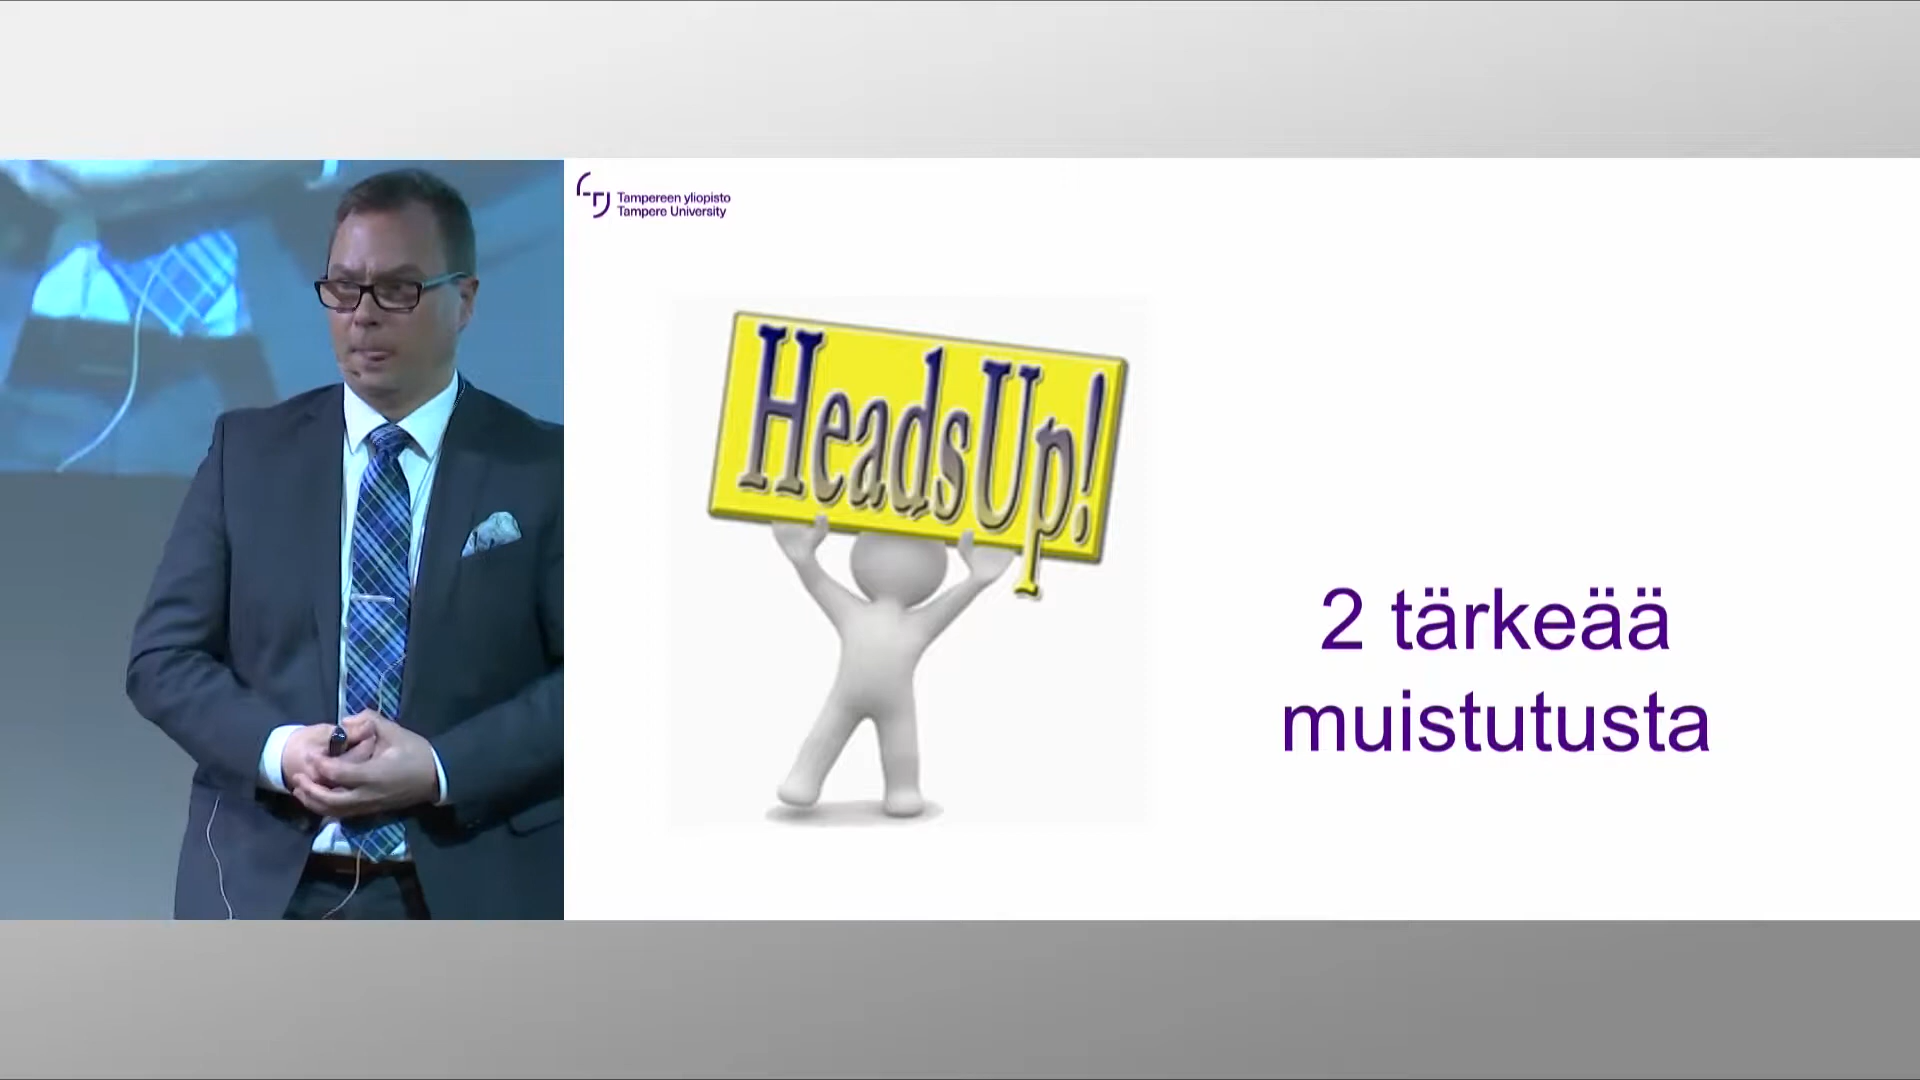 Tampereen yliopisto
Tampere University
HeadsUp!
2 tärkeää
muistutusta